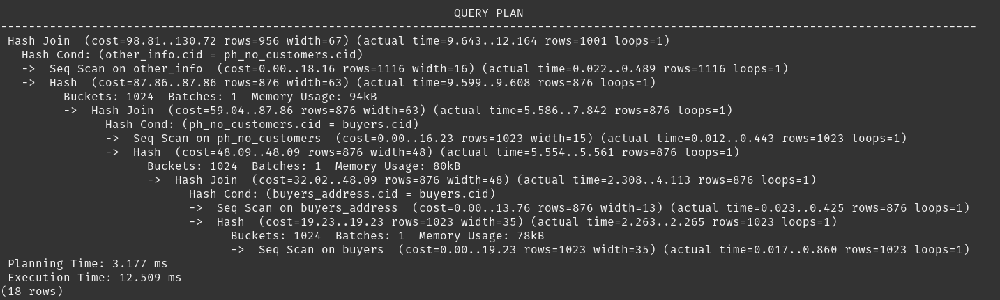 QUERY PLAN
--------------------------------------------------------------------------------------------------------------------------------------------
Hash Join  (cost=98.81..130.72 rows=956 width=67) (actual time=9.643..12.164 rows=1001 loops=1)
  Hash Cond: (other_info.cid = ph_no_customers.cid)
  ->  Seq Scan on other_info  (cost=0.00..18.16 rows=1116 width=16) (actual time=0.022..0.489 rows=1116 loops=1)
  ->  Hash  (cost=87.86..87.86 rows=876 width=63) (actual time=9.599..9.608 rows=876 loops=1)
        Buckets: 1024  Batches: 1  Memory Usage: 94kB
        ->  Hash Join  (cost=59.04..87.86 rows=876 width=63) (actual time=5.586..7.842 rows=876 loops=1)
              Hash Cond: (ph_no_customers.cid = buyers.cid)
              ->  Seq Scan on ph_no_customers  (cost=0.00..16.23 rows=1023 width=15) (actual time=0.012..0.443 rows=1023 loops=1)
              ->  Hash  (cost=48.09..48.09 rows=876 width=48) (actual time=5.554..5.561 rows=876 loops=1)
                    Buckets: 1024  Batches: 1  Memory Usage: 80kB
                    ->  Hash Join  (cost=32.02..48.09 rows=876 width=48) (actual time=2.308..4.113 rows=876 loops=1)
                          Hash Cond: (buyers_address.cid = buyers.cid)
                          ->  Seq Scan on buyers_address  (cost=0.00..13.76 rows=876 width=13) (actual time=0.023..0.425 rows=876 loops=1)
                          ->  Hash  (cost=19.23..19.23 rows=1023 width=35) (actual time=2.263..2.265 rows=1023 loops=1)
                                Buckets: 1024  Batches: 1  Memory Usage: 78kB
                                ->  Seq Scan on buyers  (cost=0.00..19.23 rows=1023 width=35) (actual time=0.017..0.860 rows=1023 loops=1)
Planning Time: 3.177 ms
Execution Time: 12.509 ms
(18 rows)